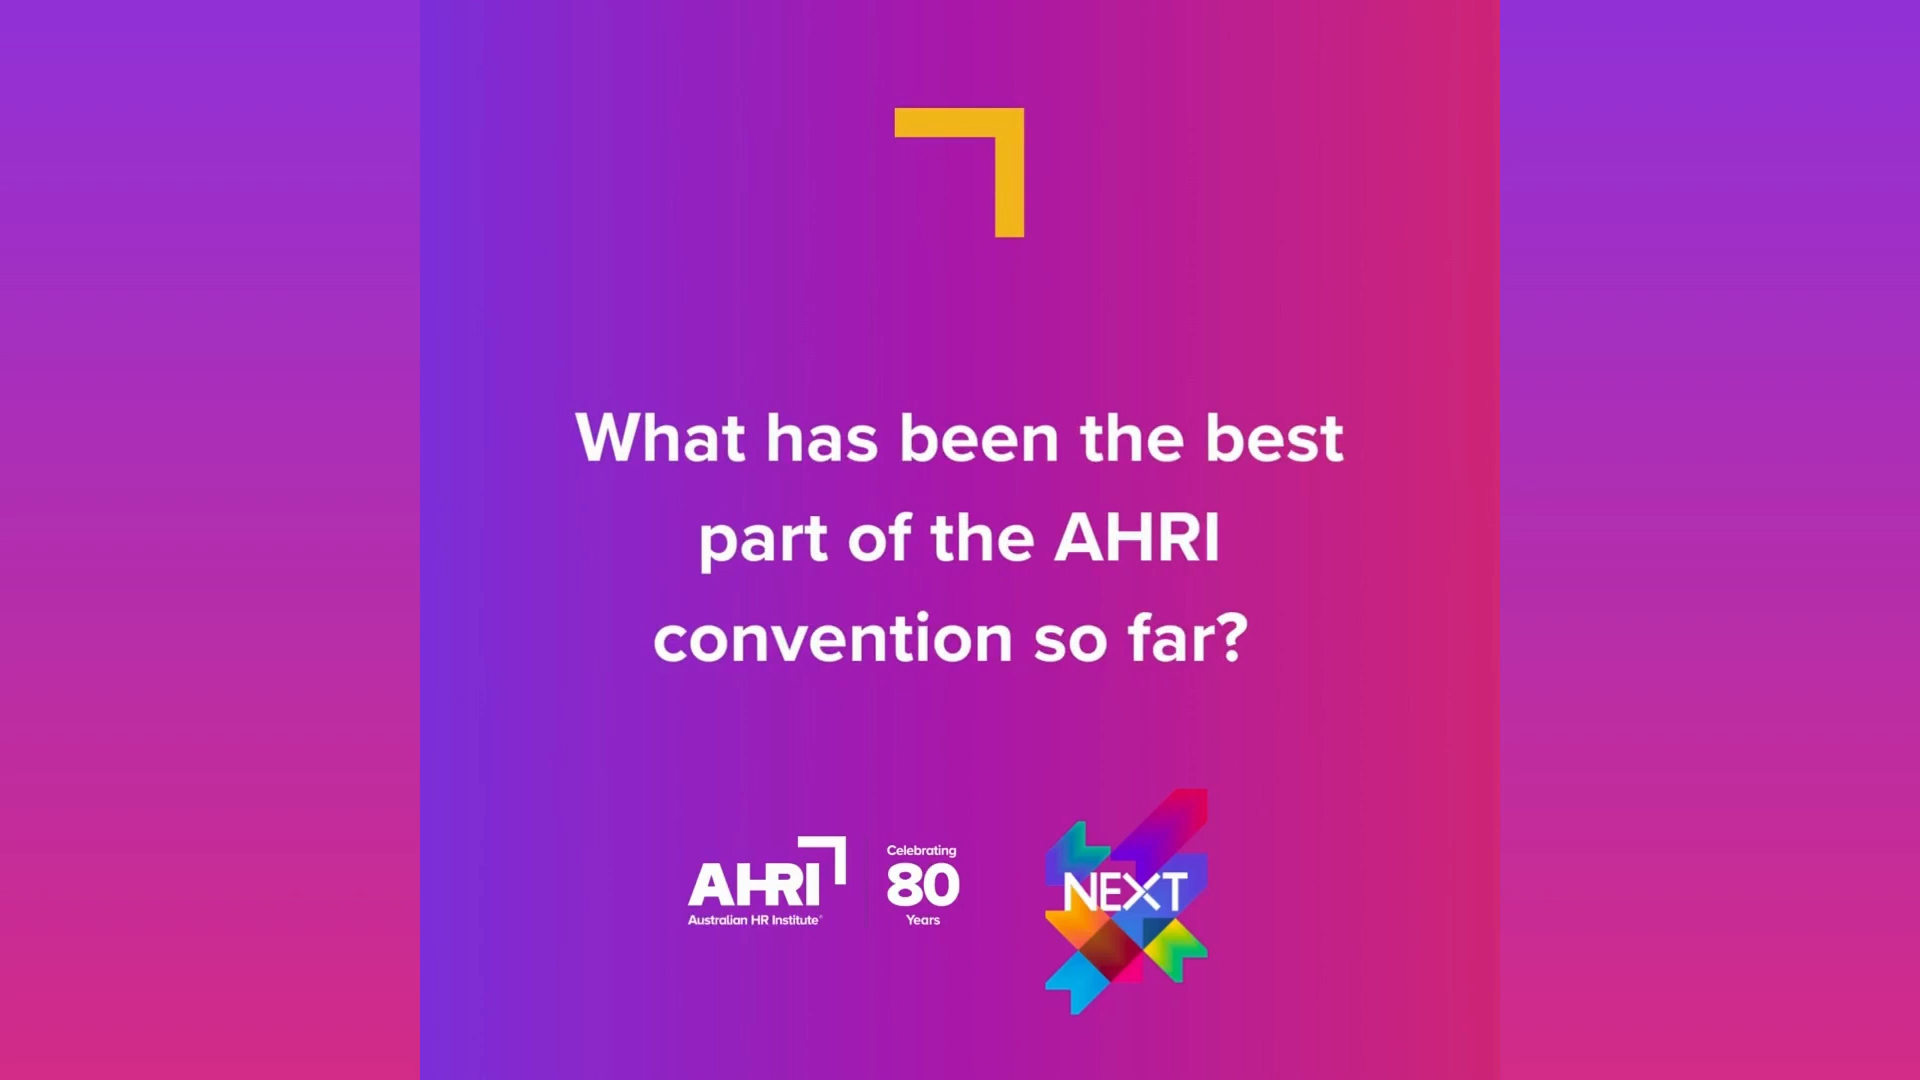 What has been the best
part of the AHRI
convention so far?
AHRI
Australian HR Institute
Celebrating
80
Years
NEXT